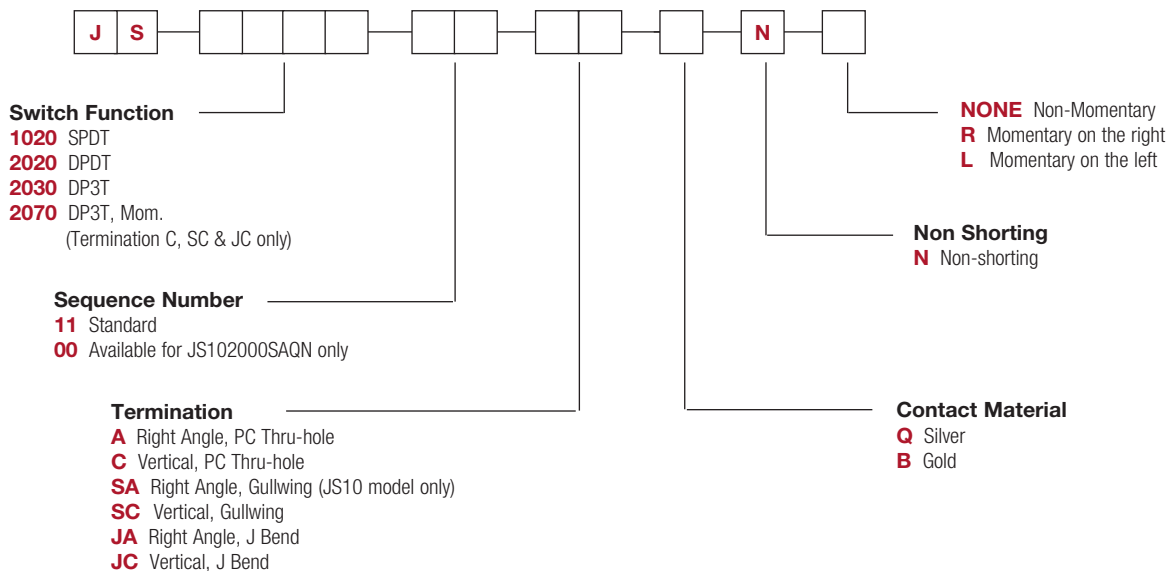 J S N
Switch Function
1020 SPDT
2020 DPDT
2030 DP3T
2070 DP3T, Mom.
(Termination C, SC & JC only)
NONE Non-Momentary
R Momentary on the right
L Momentary on the left
Non Shorting
N Non-shorting
Sequence Number
11 Standard
00 Available for JS102000SAQN only
Termination
A Right Angle, PC Thru-hole
C Vertical, PC Thru-hole
SA Right Angle, Gullwing (JS10 model only)
SC Vertical, Gullwing
JA Right Angle, J Bend
JC Vertical, J Bend
Contact Material
Q Silver
B Gold